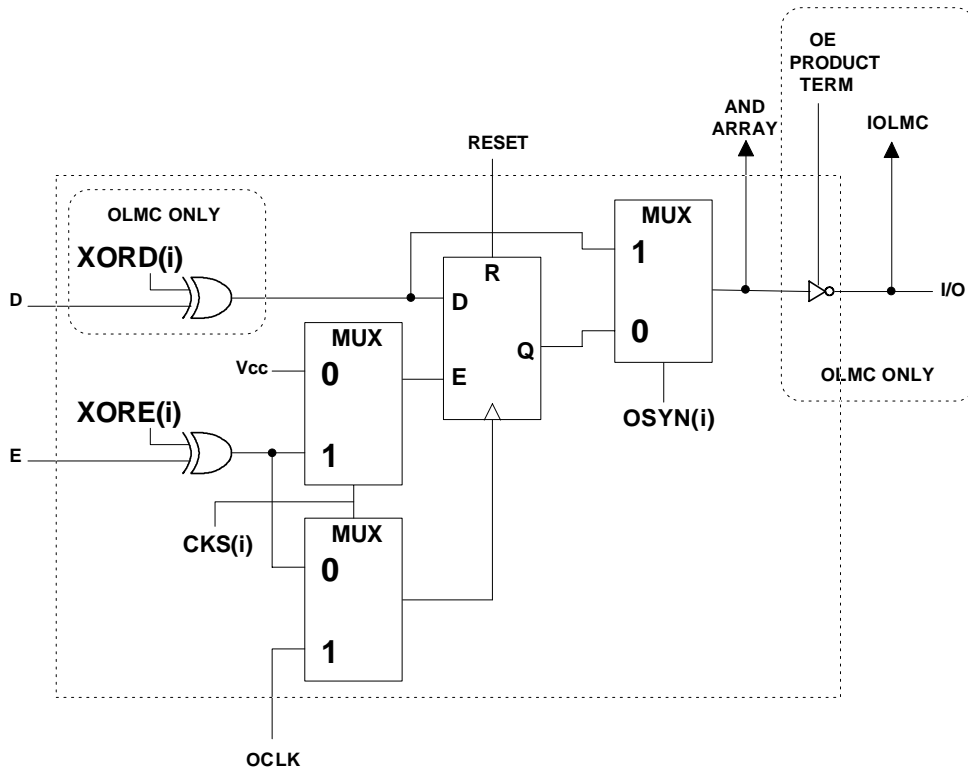 OE
PRODUCT
TERM
AND
ARRAY
IOLMC
RESET
OLMC ONLY
XORD(i)
MUX
1
0
R
D
D
E
Q
I/O
MUX
0
1
Vcc
OLMC ONLY
OSYN(i)
XORE(i)
E
CKS(i)
MUX
0
1
OCLK